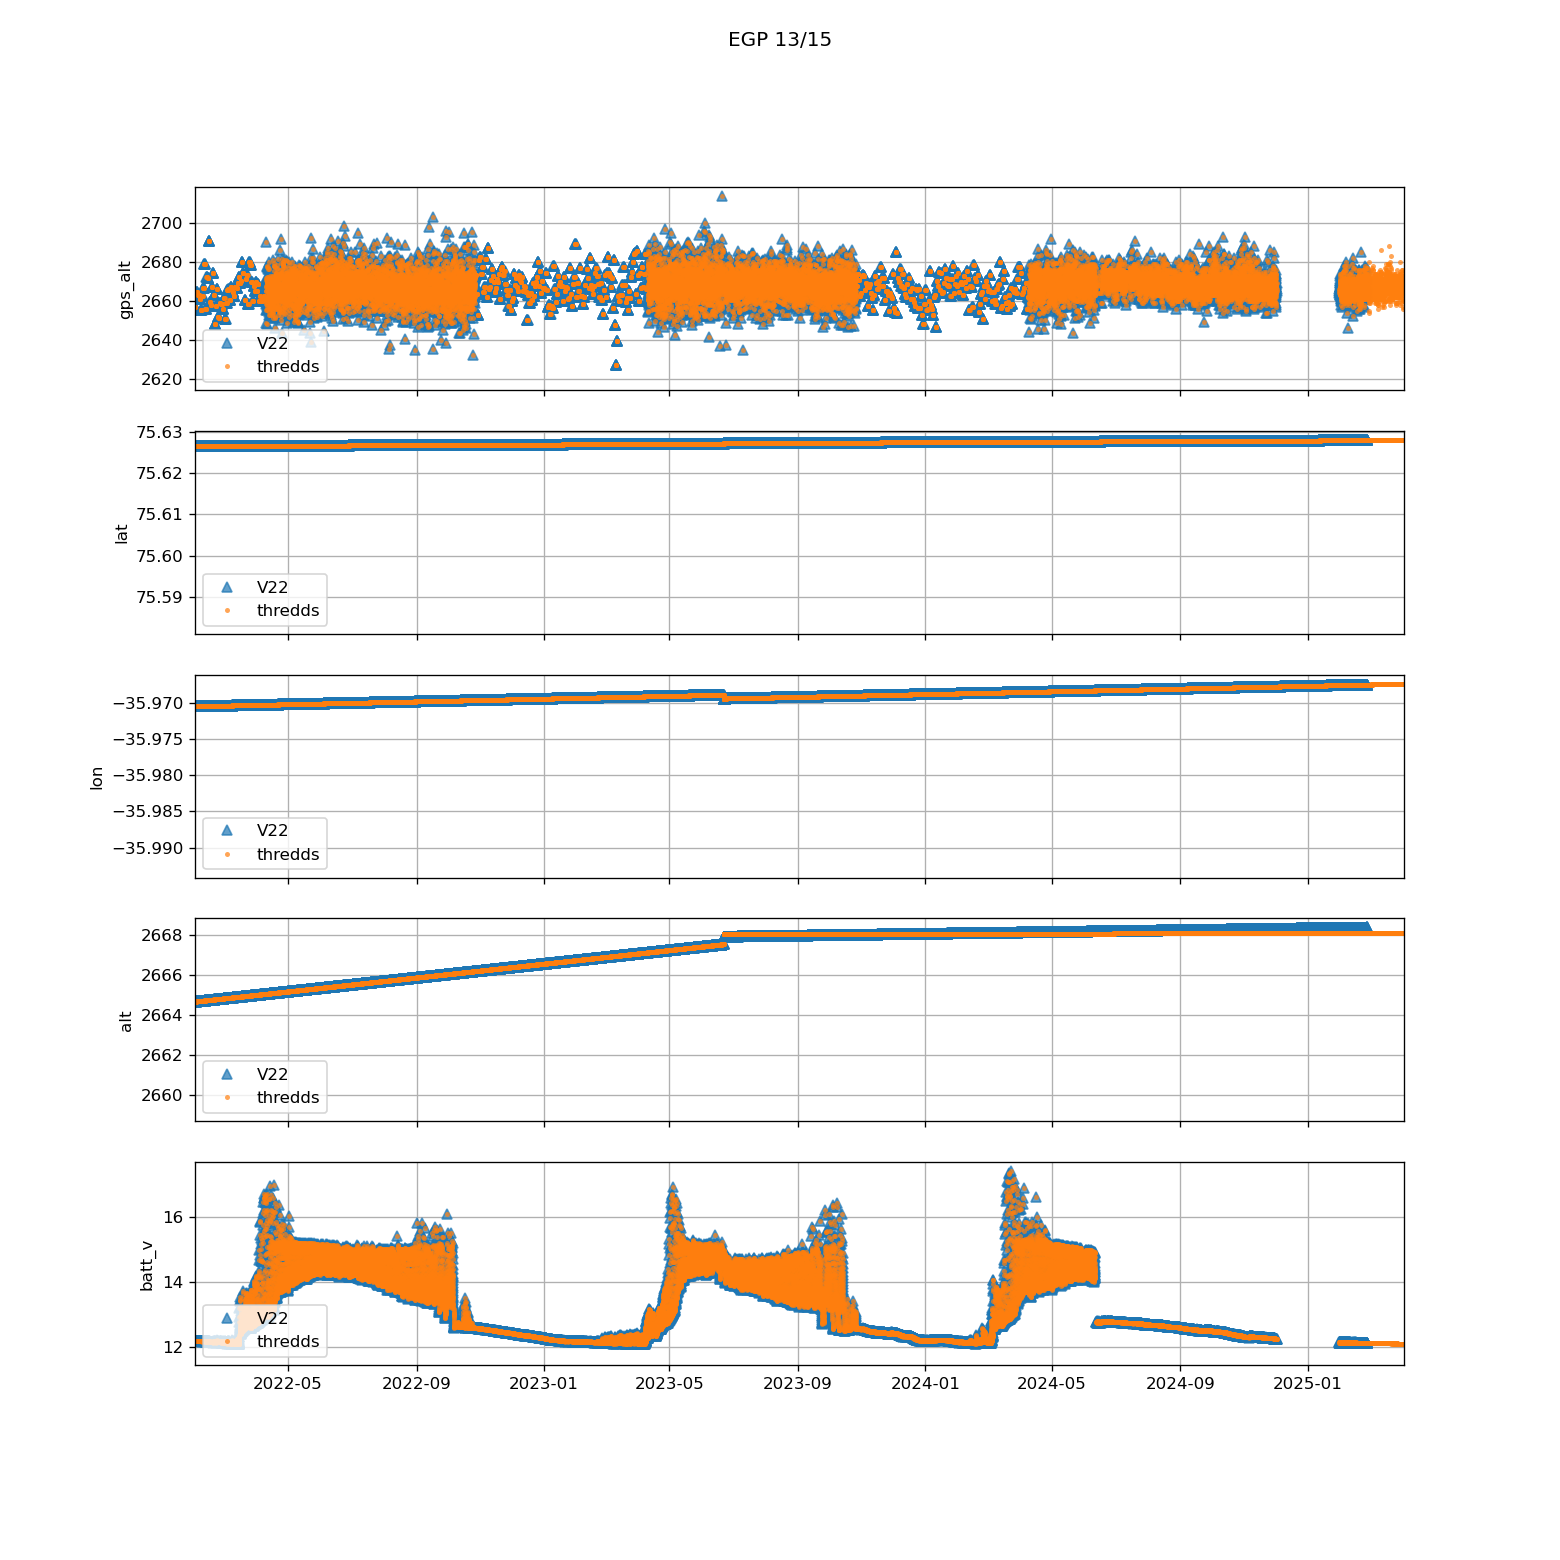 EGP 13/15
2700
2680
2660
2640
2620
gps_alt
V22
thredds
75.63
75.62
75.61
75.60
75.59
lat
V22
thredds
−35.970
−35.975
−35.980
−35.985
−35.990
lon
V22
thredds
2668
2666
2664
2662
2660
alt
V22
thredds
16
14
12
batt_v
V22
thredds
2022-05 2022-09 2023-01 2023-05 2023-09 2024-01 2024-05 2024-09 2025-01